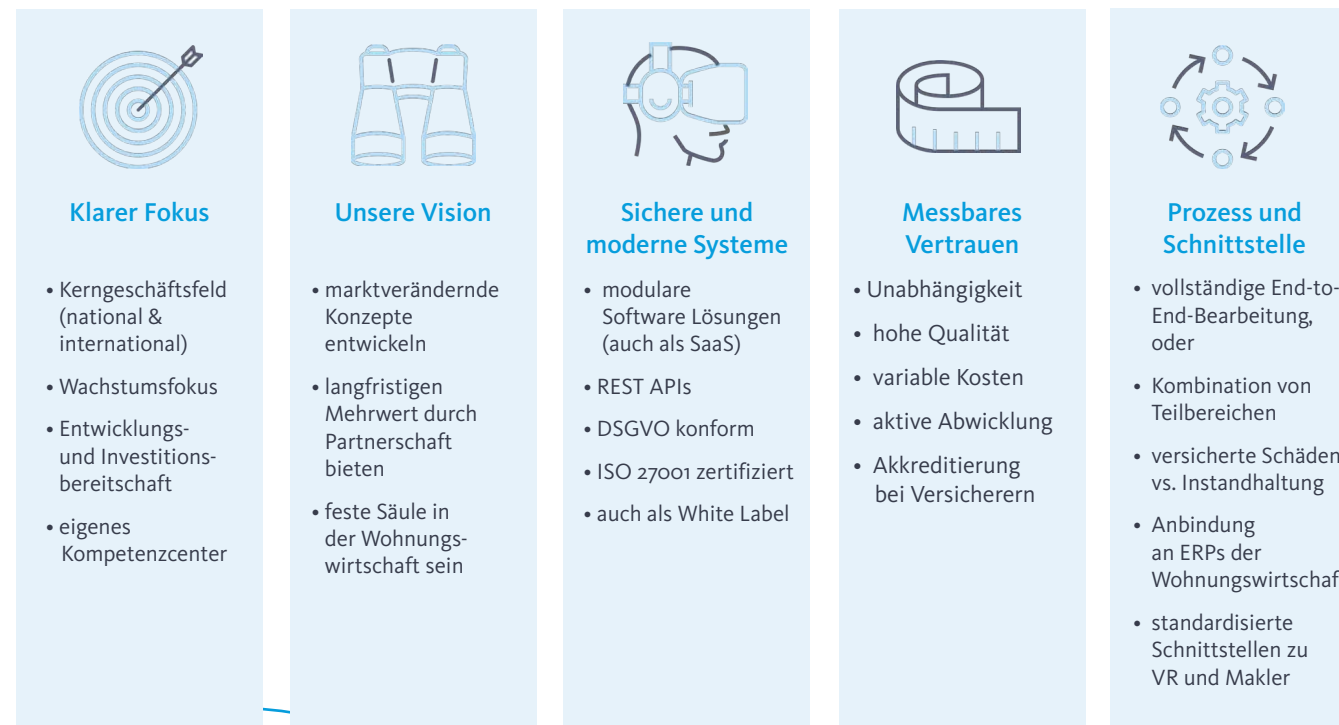 Klarer Fokus
• Kerngeschäftsfeld
(national &
international)
• Wachstumsfokus
• Entwicklungs-
und Investitions-
bereitschaft
• eigenes
Kompetenzcenter
Unsere Vision
• marktverändernde
Konzepte
entwickeln
• langfristigen
Mehrwert durch
Partnerschaft
bieten
• feste Säule in
der Wohnungs-
wirtschaft sein
Sichere und
moderne Systeme
• modulare
Software Lösungen
(auch als SaaS)
• REST APIs
• DSGVO konform
• ISO 27001 zertifiziert
• auch als White Label
Messbares
Vertrauen
• Unabhängigkeit
• hohe Qualität
• variable Kosten
• aktive Abwicklung
• Akkreditierung
bei Versicherern
Prozess und
Schnittstelle
• vollständige End-to-
End-Bearbeitung,
oder
• Kombination von
Teilbereichen
• versicherte Schäden
vs. Instandhaltung
• Anbindung
an ERPs der
Wohnungswirtschaf
• standardisierte
Schnittstellen zu
VR und Makler